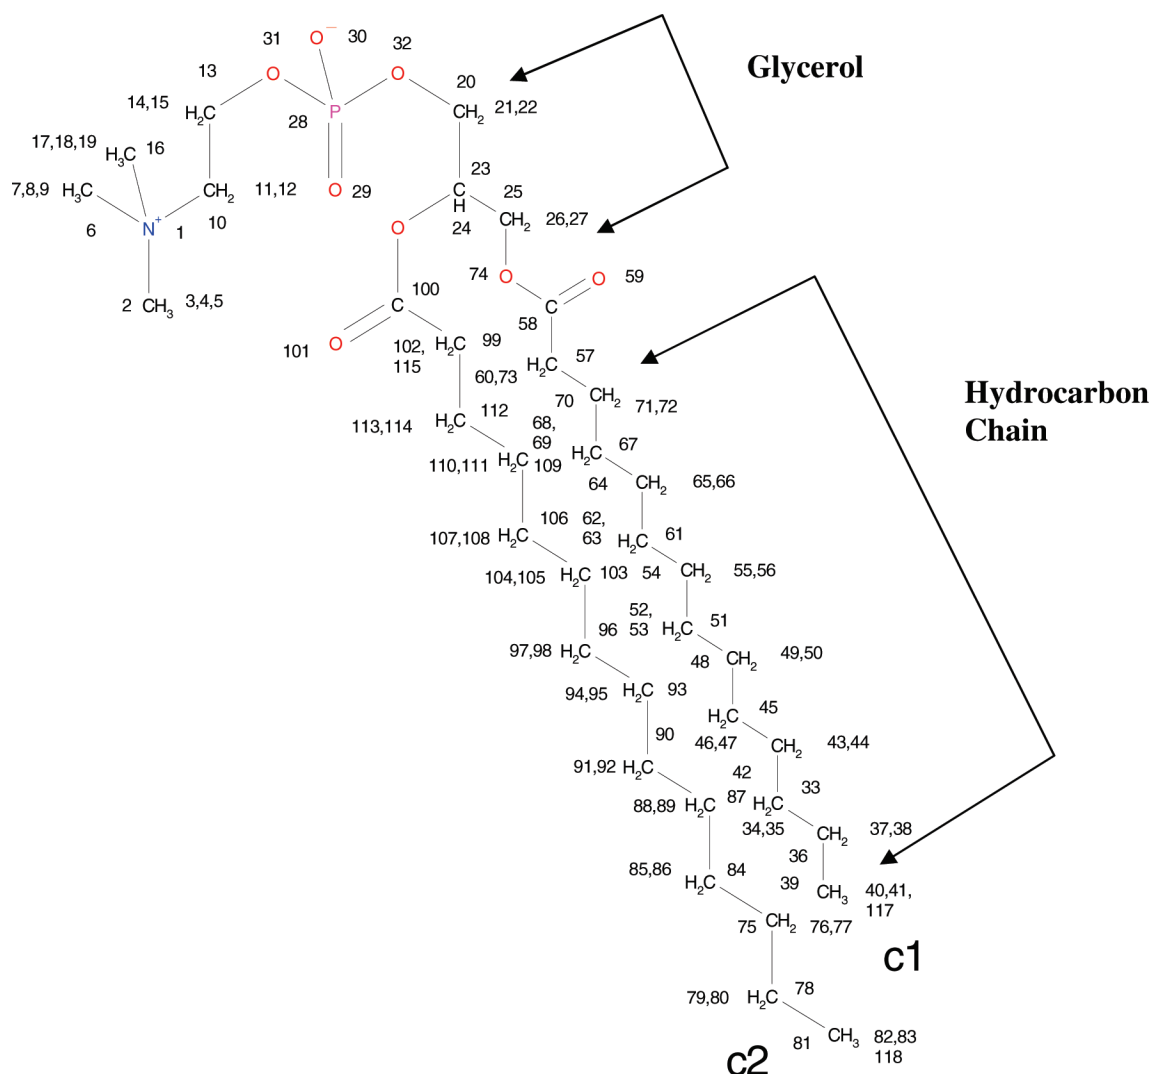 31 O⁻ 30 32
13 O O 20 Glycerol
14,15 H₂C P CH₂ 21,22
28
17,18,19 H₃C 16
23 25
7,8,9 H₃C CH₂ 11,12 O 29 C
H
CH₂ 26,27
6 N⁺ 1 10 O 24
74 O O 59
2 CH₃ 3,4,5 C 100 C
58
101 O H₂C 99
102,
115
H₂C 57
60,73
70 CH₂ 71,72
Hydrocarbon
Chain
113,114 H₂C 112
68,
69
H₂C 67
110,111 H₂C 109
64 CH₂ 65,66
107,108 H₂C 106
62,
63
H₂C 61
104,105 H₂C 103 54 CH₂ 55,56
52,
53
H₂C 51
97,98 H₂C 96
48 CH₂ 49,50
94,95 H₂C 93
H₂C 45
90 46,47 CH₂ 43,44
91,92 H₂C 42
88,89 H₂C 87 H₂C 33
34,35 CH₂ 37,38
36
85,86 H₂C 84 39 CH₃ 40,41,
117
75 CH₂ 76,77
c1
79,80 H₂C 78
81 CH₃ 82,83
118
c2